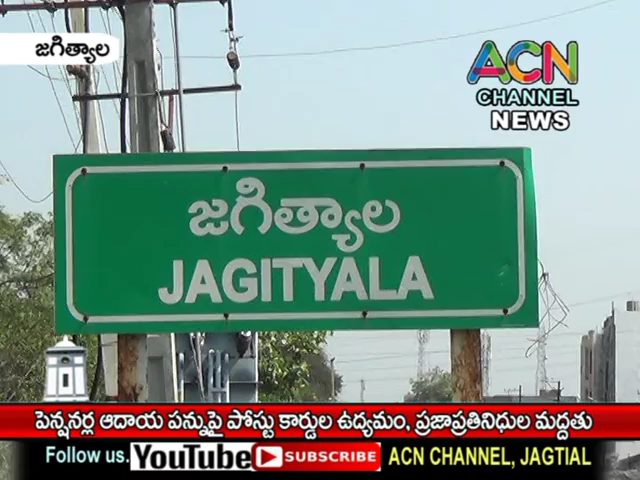 జగిత్యాల
ACN
CHANNEL
NEWS
జగిత్యాల
JAGITYALA
పెన్షనర్ల ఆదాయ పన్నుపై పోస్టు కార్డుల ఉద్యమం, ప్రజాప్రతినిధుల మద్దతు
Follow us. YouTube SUBSCRIBE ACN CHANNEL, JAGTIAL